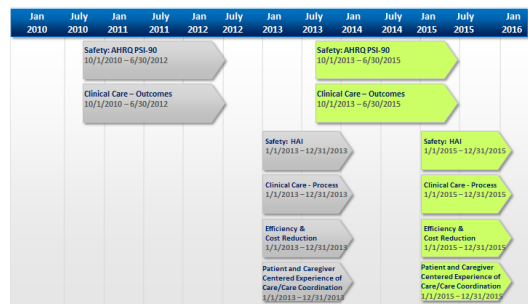 Jan July Jan July Jan July Jan July Jan July Jan July Jan
2010 2010 2011 2011 2012 2012 2013 2013 2014 2014 2015 2015 2016
Safety: AHRQ PSI-90
10/1/2010 – 6/30/2012
Safety: AHRQ PSI-90
10/1/2013 – 6/30/2015
Clinical Care – Outcomes
10/1/2010 – 6/30/2012
Clinical Care – Outcomes
10/1/2013 – 6/30/2015
Safety: HAI
1/1/2013 – 12/31/2013
Safety: HAI
1/1/2015 – 12/31/2015
Clinical Care - Process
1/1/2013 – 12/31/2013
Clinical Care - Process
1/1/2015 – 12/31/2015
Efficiency &
Cost Reduction
1/1/2013 – 12/31/2013
Efficiency &
Cost Reduction
1/1/2015 – 12/31/2015
Patient and Caregiver
Centered Experience of
Care/Care Coordination
1/1/2013 – 12/31/2013
Patient and Caregiver
Centered Experience of
Care/Care Coordination
1/1/2015 – 12/31/2015